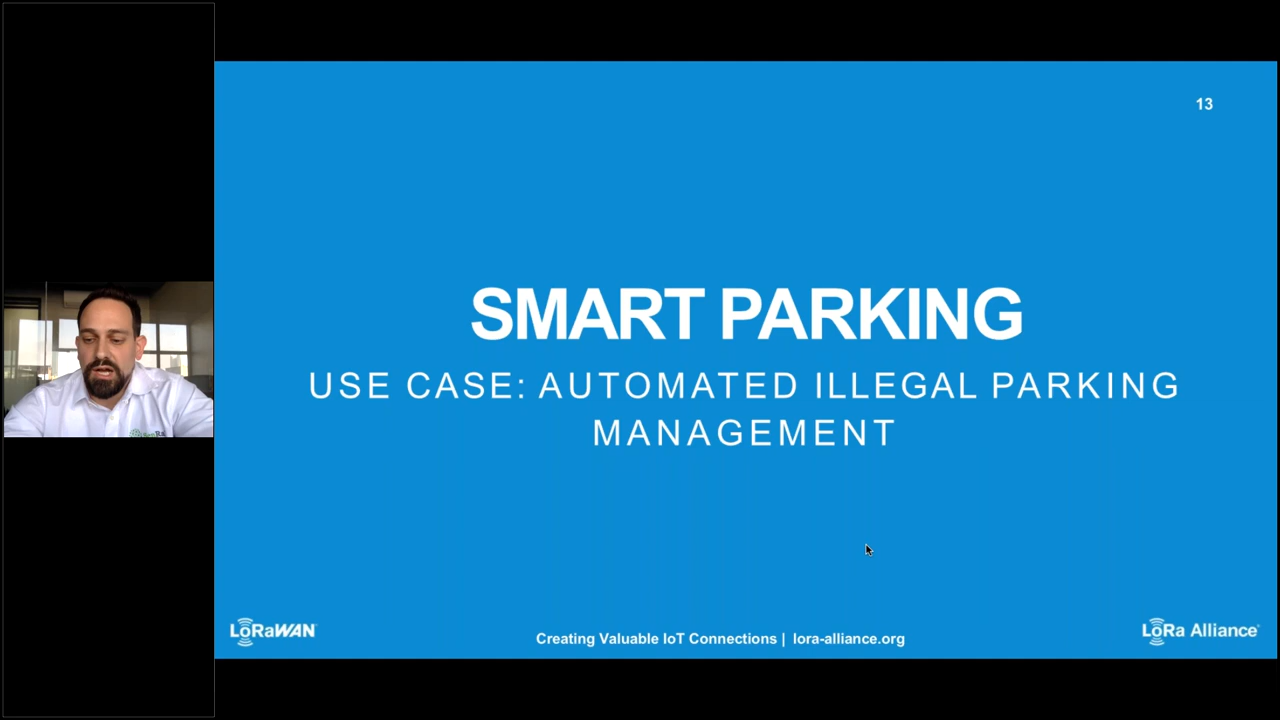 13
SMART PARKING
USE CASE: AUTOMATED ILLEGAL PARKING
MANAGEMENT
LoRaWAN
Creating Valuable IoT Connections | lora-alliance.org
LoRa Alliance